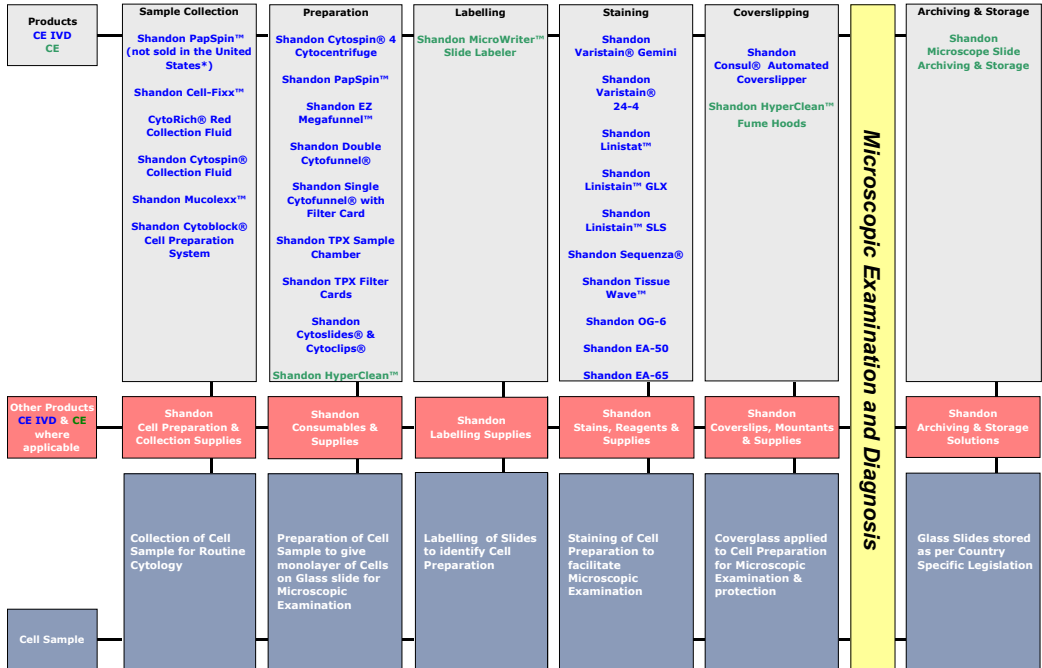 Products
CE IVD
CE
Sample Collection
Shandon PapSpin™
(not sold in the United
States*)
Shandon Cell-Fixx™
CytoRich® Red
Collection Fluid
Shandon Cytospin®
Collection Fluid
Shandon Mucolexx™
Shandon Cytoblock®
Cell Preparation
System
Preparation
Shandon Cytospin® 4
Cytocentrifuge
Shandon PapSpin™
Shandon EZ
Megafunnel™
Shandon Double
Cytofunnel®
Shandon Single
Cytofunnel® with
Filter Card
Shandon TPX Sample
Chamber
Shandon TPX Filter
Cards
Shandon
Cytoslides® &
Cytoclips®
Shandon HyperClean™
Labelling
Shandon MicroWriter™
Slide Labeler
Staining
Shandon
Varistain® Gemini
Shandon
Varistain®
24-4
Shandon
Linistat™
Shandon
Linistain™ GLX
Shandon
Linistain™ SLS
Shandon Sequenza®
Shandon Tissue
Wave™
Shandon OG-6
Shandon EA-50
Shandon EA-65
Coverslipping
Shandon
Consul®  Automated
Coverslipper
Shandon HyperClean™
Fume Hoods
Microscopic Examination and Diagnosis
Archiving & Storage
Shandon
Microscope Slide
Archiving & Storage
Other Products
CE IVD & CE
where
applicable
Shandon
Cell Preparation &
Collection Supplies
Shandon
Consumables &
Supplies
Shandon
Labelling Supplies
Shandon
Stains, Reagents &
Supplies
Shandon
Coverslips, Mountants
& Supplies
Shandon
Archiving & Storage
Solutions
Cell Sample
Collection of Cell
Sample for Routine
Cytology
Preparation of Cell
Sample to give
monolayer of Cells
on Glass slide for
Microscopic
Examination
Labelling  of Slides
to identify Cell
Preparation
Staining of Cell
Preparation to
facilitate
Microscopic
Examination
Coverglass applied
to Cell Preparation
for Microscopic
Examination &
protection
Glass Slides stored
as per Country
Specific Legislation